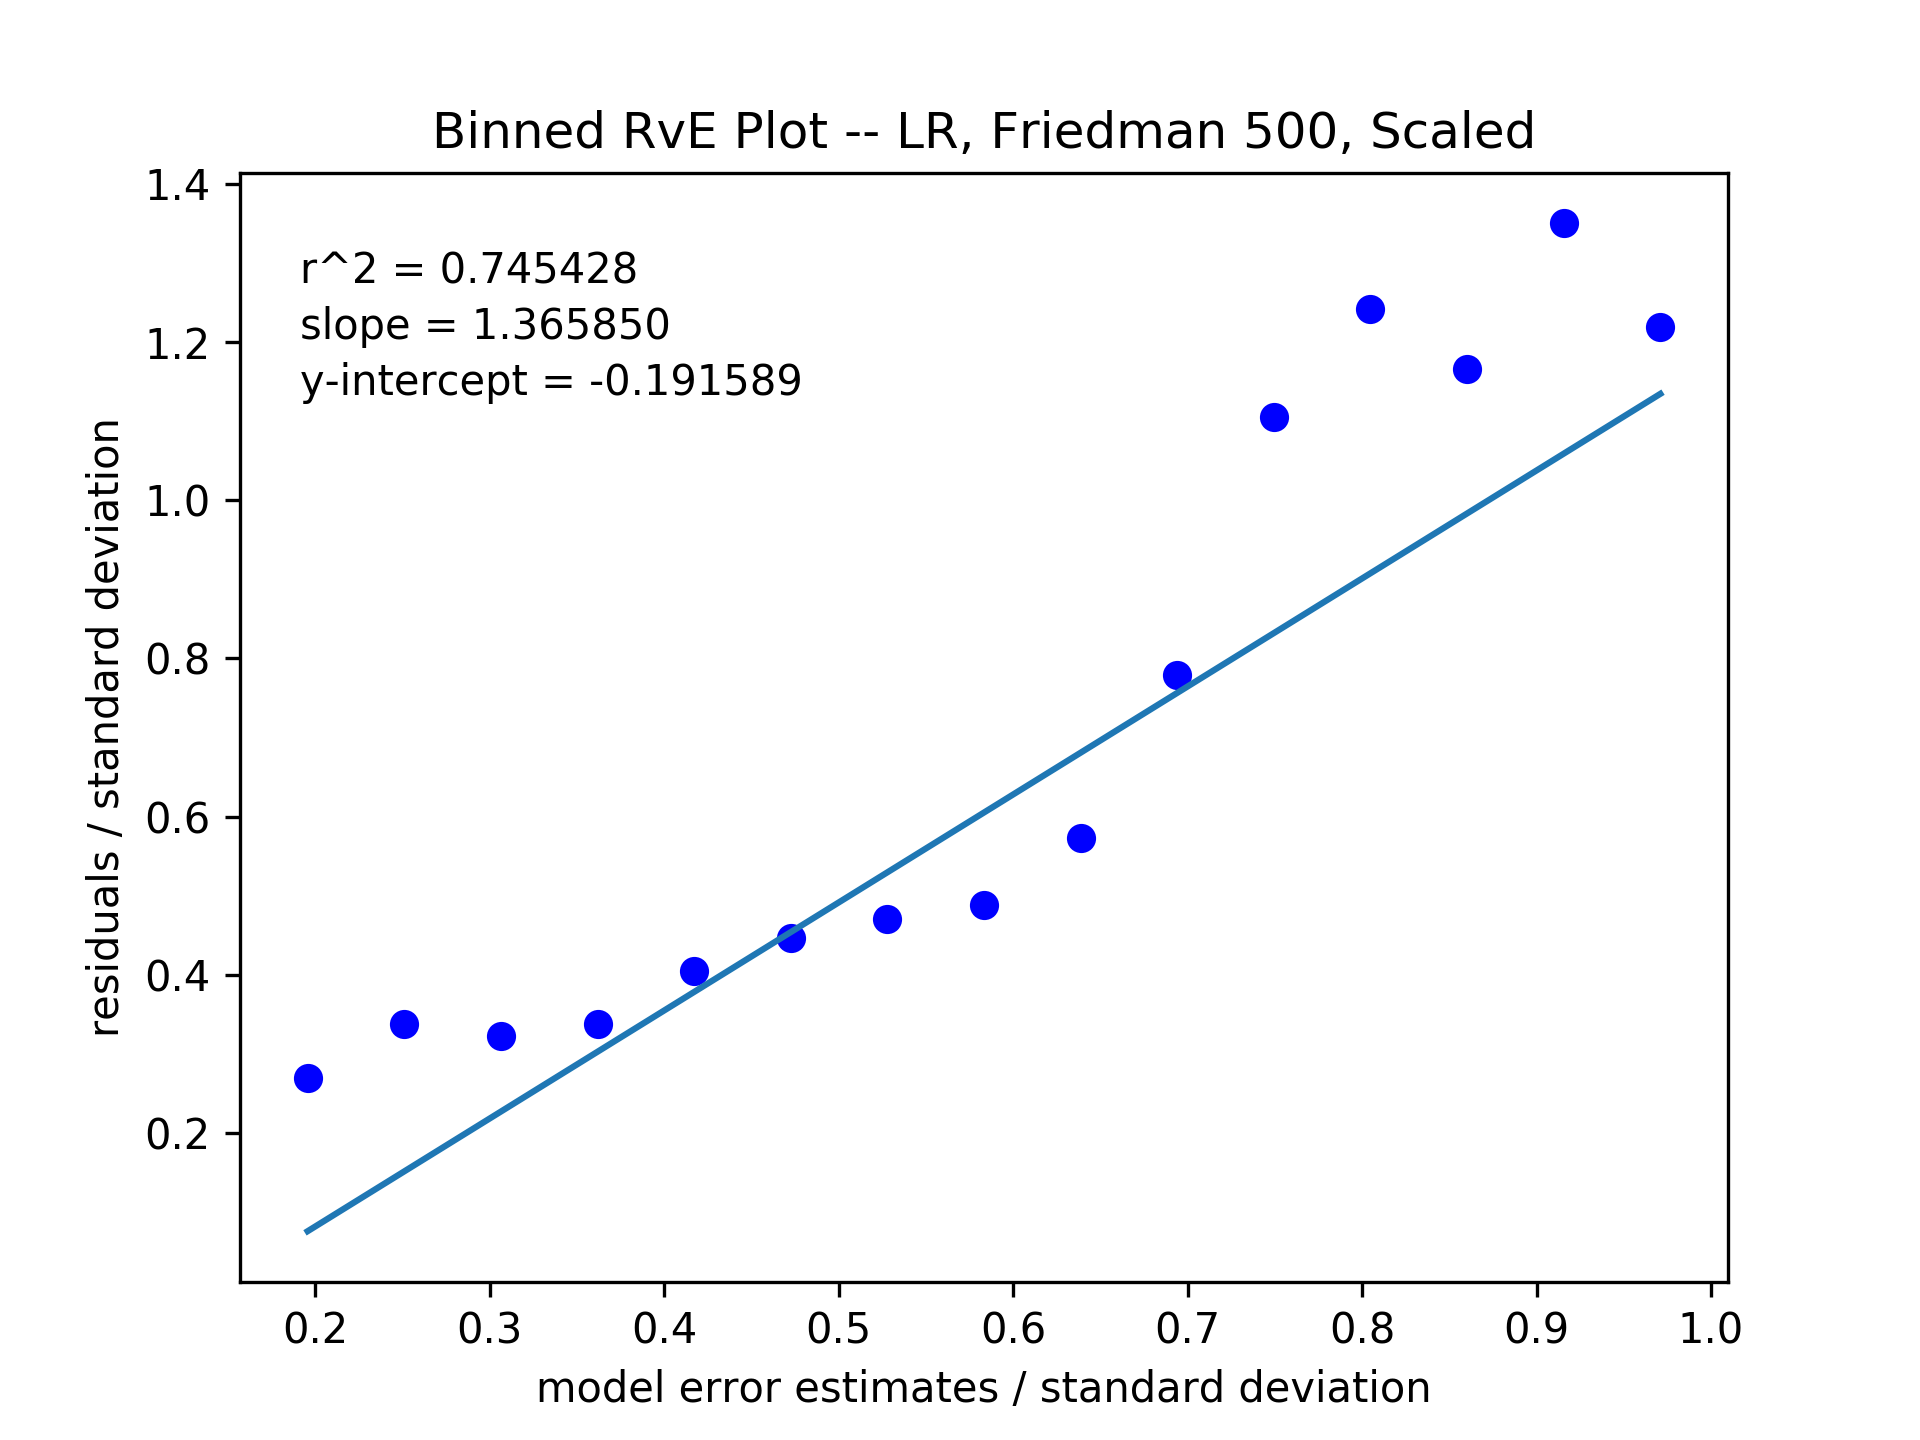 Binned RvE Plot -- LR, Friedman 500, Scaled
r^2 = 0.745428
slope = 1.365850
y-intercept = -0.191589
residuals / standard deviation
1.4
1.2
1.0
0.8
0.6
0.4
0.2
0.2 0.3 0.4 0.5 0.6 0.7 0.8 0.9 1.0
model error estimates / standard deviation